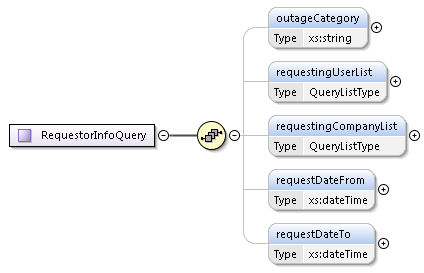 outageCategory
Type xs:string
requestingUserList
Type QueryListType
RequestorInfoQuery
requestingCompanyList
Type QueryListType
requestDateFrom
Type xs:dateTime
requestDateTo
Type xs:dateTime